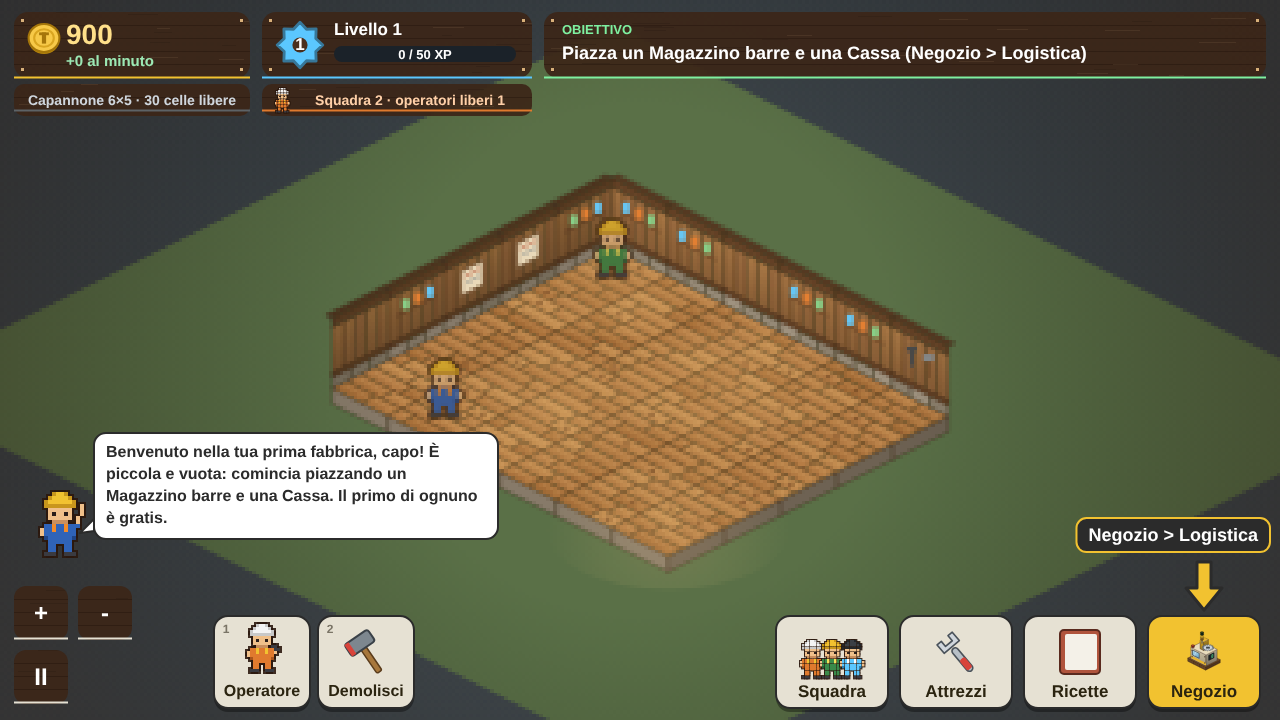 900
+0 al minuto
1
Livello 1
0 / 50 XP
OBIETTIVO
Piazza un Magazzino barre e una Cassa (Negozio > Logistica)
Capannone 6×5 · 30 celle libere
Squadra 2 · operatori liberi 1
Benvenuto nella tua prima fabbrica, capo! È
piccola e vuota: comincia piazzando un
Magazzino barre e una Cassa. Il primo di ognuno
è gratis.
Negozio > Logistica
+
-
II
1
Operatore
2
Demolisci
Squadra
Attrezzi
Ricette
Negozio